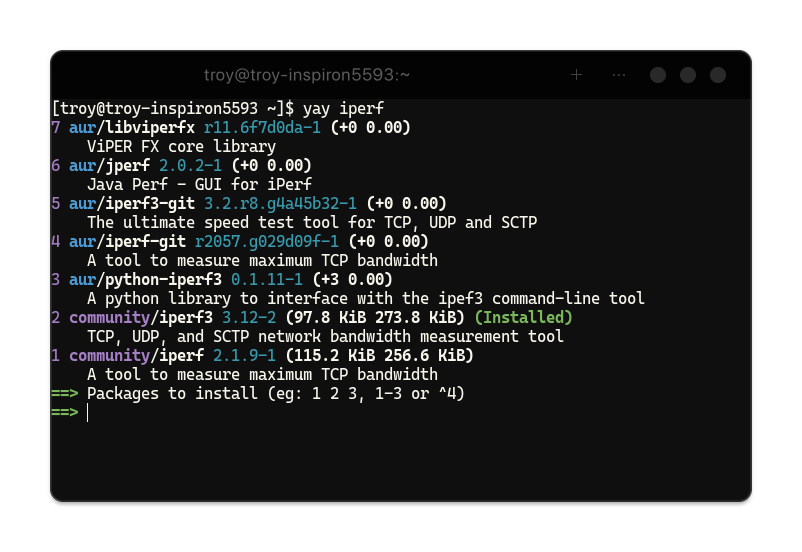 troy@troy-inspiron5593:~
[troy@troy-inspiron5593 ~]$ yay iperf
7 aur/libviperfx r11.6f7d0da-1 (+0 0.00)
ViPER FX core library
6 aur/jperf 2.0.2-1 (+0 0.00)
Java Perf - GUI for iPerf
5 aur/iperf3-git 3.2.r8.g4a45b32-1 (+0 0.00)
The ultimate speed test tool for TCP, UDP and SCTP
4 aur/iperf-git r2057.g029d09f-1 (+0 0.00)
A tool to measure maximum TCP bandwidth
3 aur/python-iperf3 0.1.11-1 (+3 0.00)
A python library to interface with the ipef3 command-line tool
2 community/iperf3 3.12-2 (97.8 KiB 273.8 KiB) (Installed)
TCP, UDP, and SCTP network bandwidth measurement tool
1 community/iperf 2.1.9-1 (115.2 KiB 256.6 KiB)
A tool to measure maximum TCP bandwidth
==> Packages to install (eg: 1 2 3, 1-3 or ^4)
==>